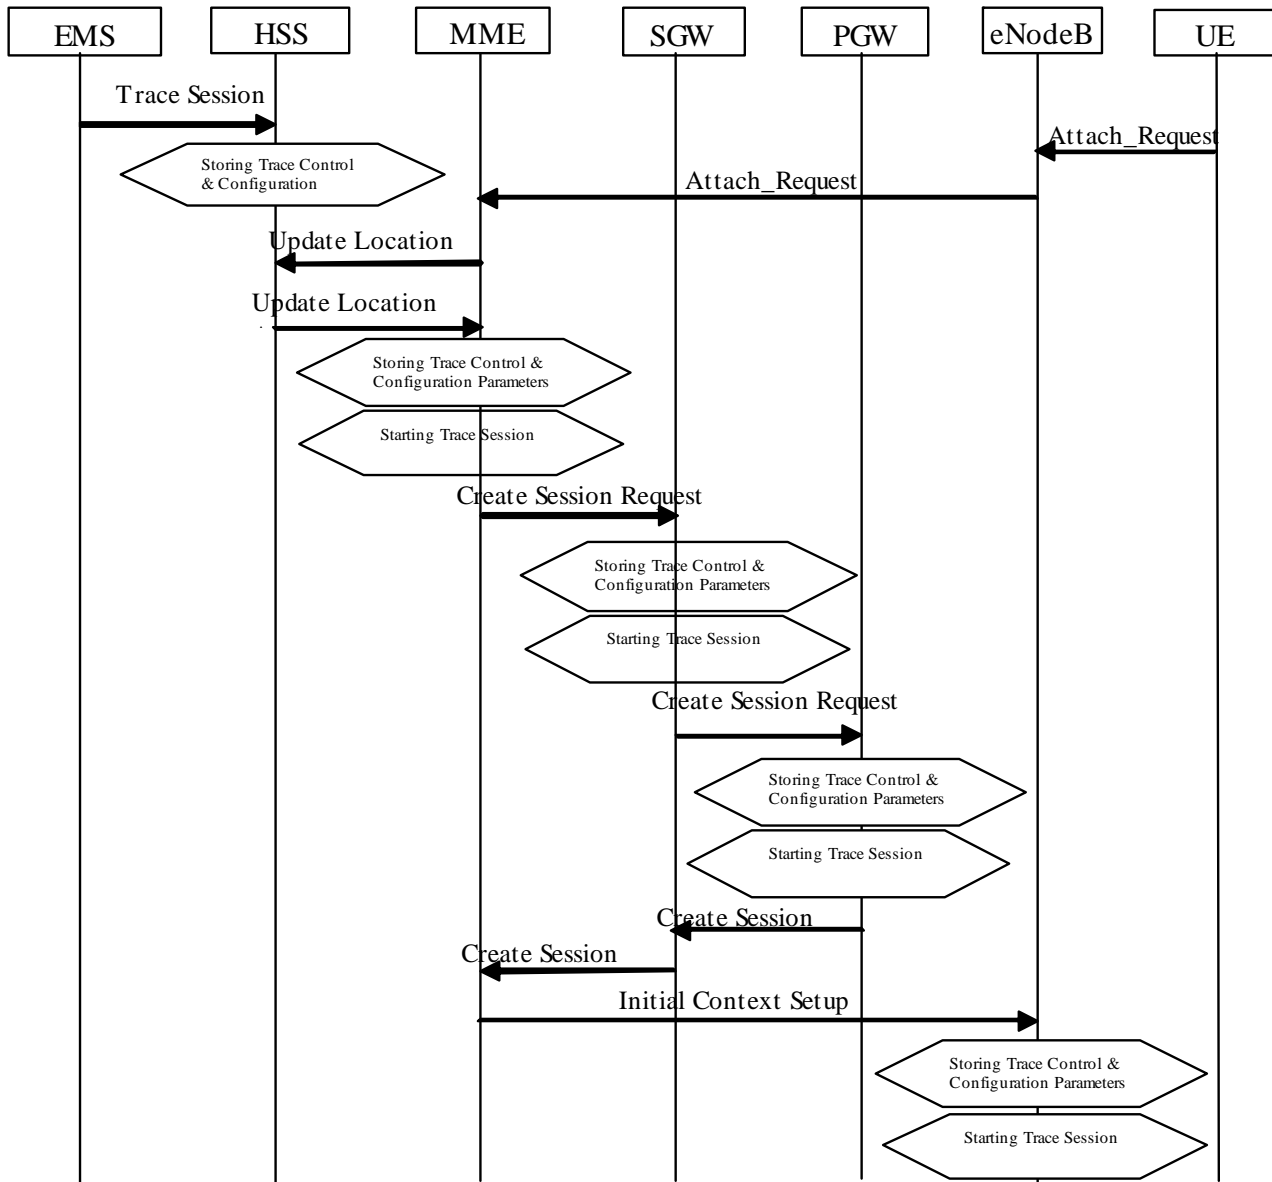 EMS
HSS
MME
SGW
PGW
eNodeB
UE
Trace Session
Attach_Request
Storing Trace Control
& Configuration
Attach_Request
Update Location
Update Location
Storing Trace Control &
Configuration Parameters
Starting Trace Session
Create Session Request
Storing Trace Control &
Configuration Parameters
Starting Trace Session
Create Session Request
Storing Trace Control &
Configuration Parameters
Starting Trace Session
Create Session
Create Session
Initial Context Setup
Storing Trace Control &
Configuration Parameters
Starting Trace Session